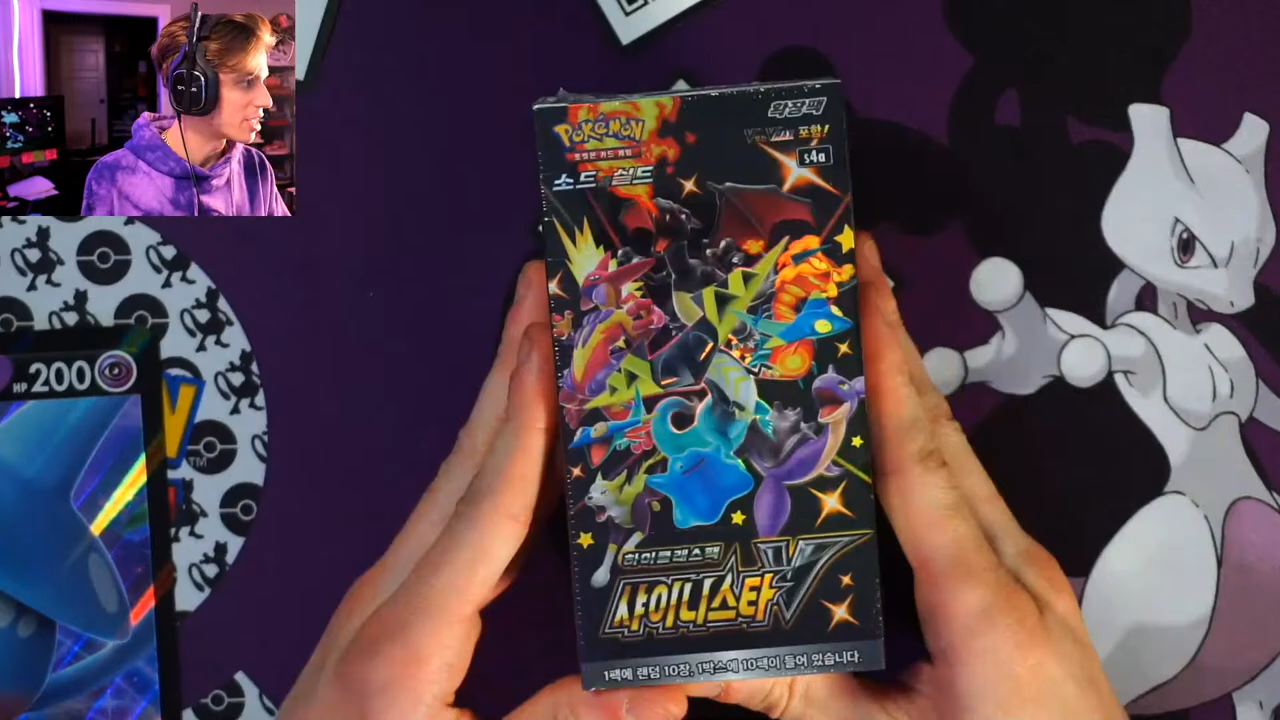 확장팩
POKéMON
포켓몬 카드 게임
포함!
s4a
소드 실드
HP 200
TM
하이클래스팩
샤이니스타V
1팩에 랜덤 10장, 1박스에 10팩이 들어 있습니다.